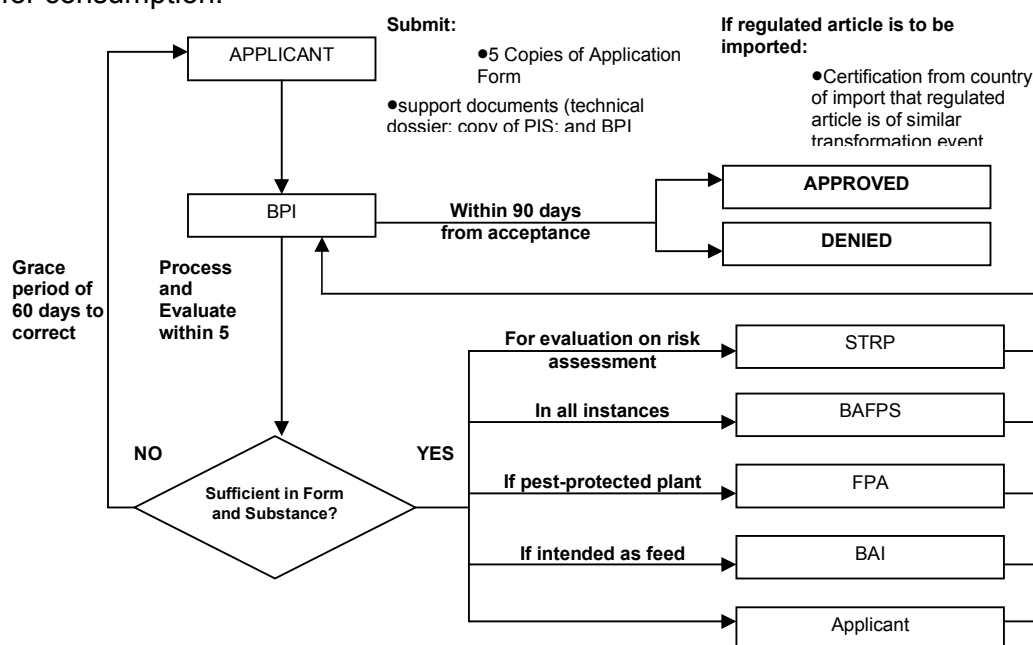 for consumption.
Submit:
●5 Copies of Application
Form
●support documents (technical
dossier; copy of PIS; and BPI
If regulated article is to be
imported:
●Certification from country
of import that regulated
article is of similar
transformation event
APPLICANT
BPI
Within 90 days
from acceptance
APPROVED
DENIED
Grace
period of
60 days to
correct
Process
and
Evaluate
within 5
For evaluation on risk
assessment
STRP
In all instances
BAFPS
NO
YES
Sufficient in Form
and Substance?
If pest-protected plant
FPA
If intended as feed
BAI
Applicant